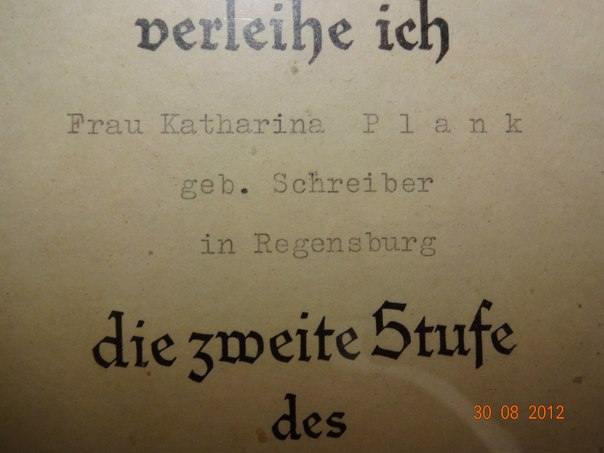 verleihe ich
Frau Katharina P l a n k
geb. Schreiber
in Regensburg
die zweite Stufe
des
30 08 2012